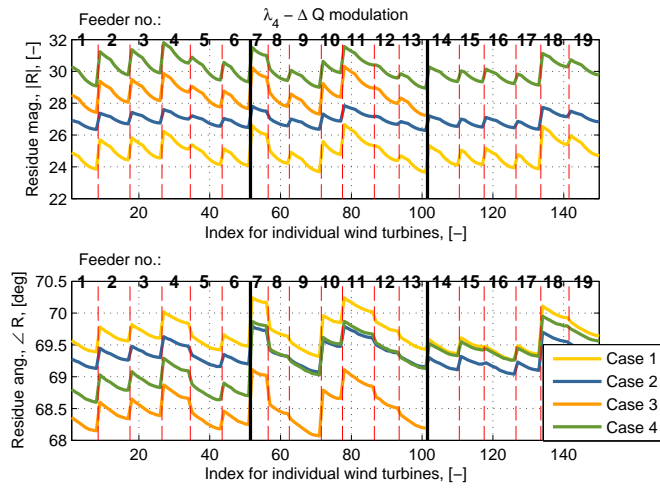 λ₄ − Δ Q modulation
Feeder no.:
1 2 3 4 5 6 7 8 9 10 11 12 13 14 15 16 17 18 19
32
30
28
26
24
22
Residue mag., |R|, [-]
20 40 60 80 100 120 140
Index for individual wind turbines, [-]
Feeder no.:
1 2 3 4 5 6 7 8 9 10 11 12 13 14 15 16 17 18 19
70.5
70
69.5
69
68.5
68
Residue ang., ∠ R, [deg]
20 40 60 80 100 120 140
Index for individual wind turbines, [-]
Case 1
Case 2
Case 3
Case 4